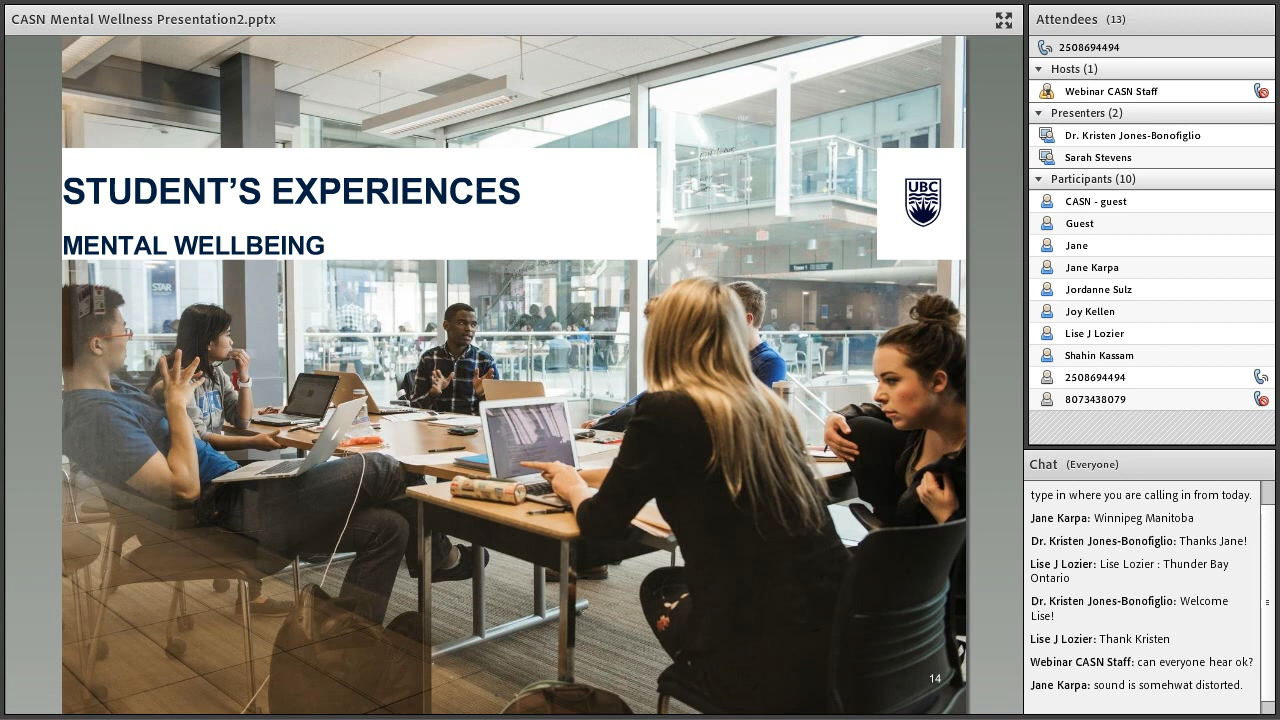 CASN Mental Wellness Presentation2.pptx
STUDENT’S EXPERIENCES
MENTAL WELLBEING
UBC
STAR
14
Attendees (13)
2508694494
Hosts (1)
Webinar CASN Staff
Presenters (2)
Dr. Kristen Jones-Bonofiglio
Sarah Stevens
Participants (10)
CASN - guest
Guest
Jane
Jane Karpa
Jordanne Sulz
Joy Kellen
Lise J Lozier
Shahin Kassam
2508694494
8073438079
Chat (Everyone)
type in where you are calling in from today.
Jane Karpa: Winnipeg Manitoba
Dr. Kristen Jones-Bonofiglio: Thanks Jane!
Lise J Lozier: Lise Lozier : Thunder Bay
Ontario
Dr. Kristen Jones-Bonofiglio: Welcome
Lise!
Lise J Lozier: Thank Kristen
Webinar CASN Staff: can everyone hear ok?
Jane Karpa: sound is somehwat distorted.